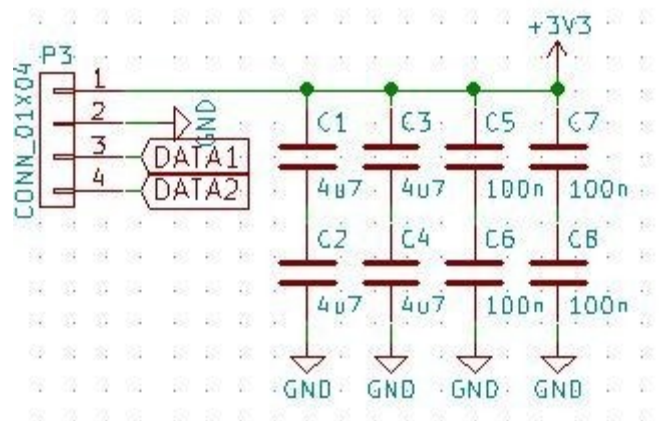 +3V3
P3
CONN_01X04
1
2
GND
3
DATA1
4
DATA2
C1
C3
C5
C7
4u7
4u7
100n
100n
C2
C4
C6
C8
4u7
4u7
100n
100n
GND
GND
GND
GND